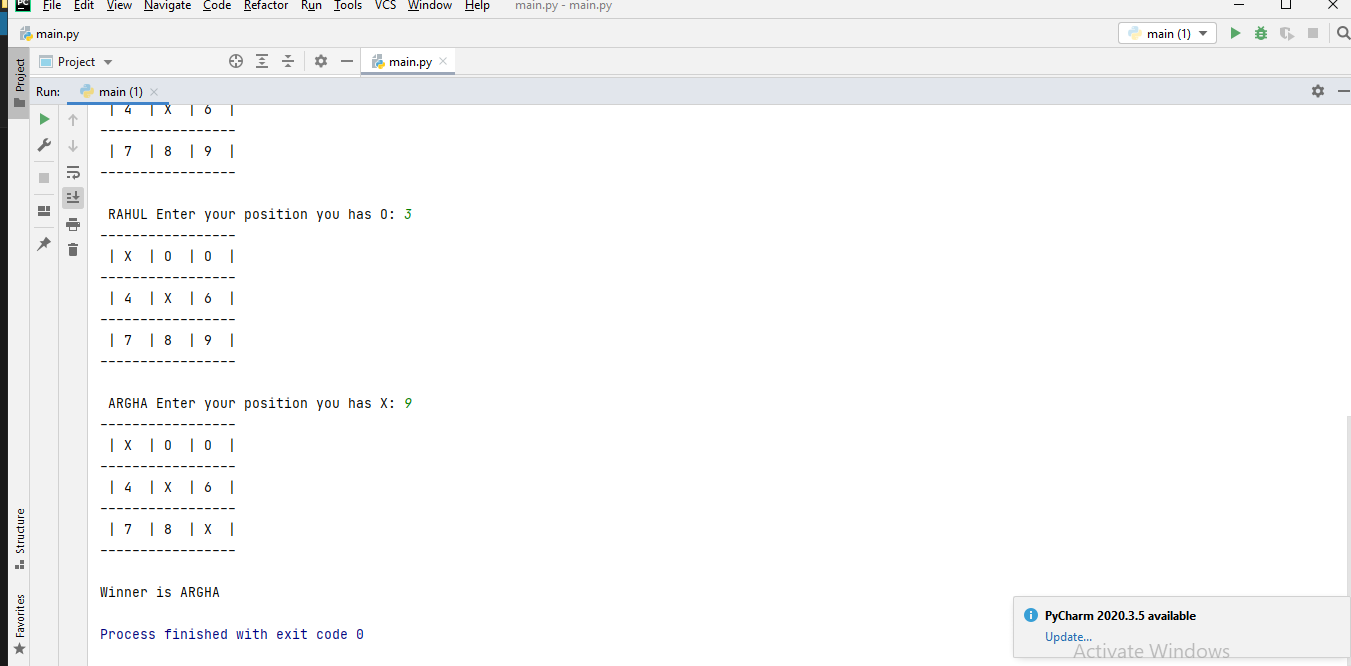 PC File Edit View Navigate Code Refactor Run Tools VCS Window Help main.py - main.py
main.py main (1)
Project Project main.py
Run: main (1)
| 4 | X | 6 |
-----------------
| 7 | 8 | 9 |
-----------------
RAHUL Enter your position you has O: 3
-----------------
| X | O | O |
-----------------
| 4 | X | 6 |
-----------------
| 7 | 8 | 9 |
-----------------
ARGHA Enter your position you has X: 9
-----------------
| X | O | O |
-----------------
| 4 | X | 6 |
-----------------
| 7 | 8 | X |
-----------------
Winner is ARGHA
Process finished with exit code 0
Structure
Favorites
PyCharm 2020.3.5 available
Update...
Activate Windows